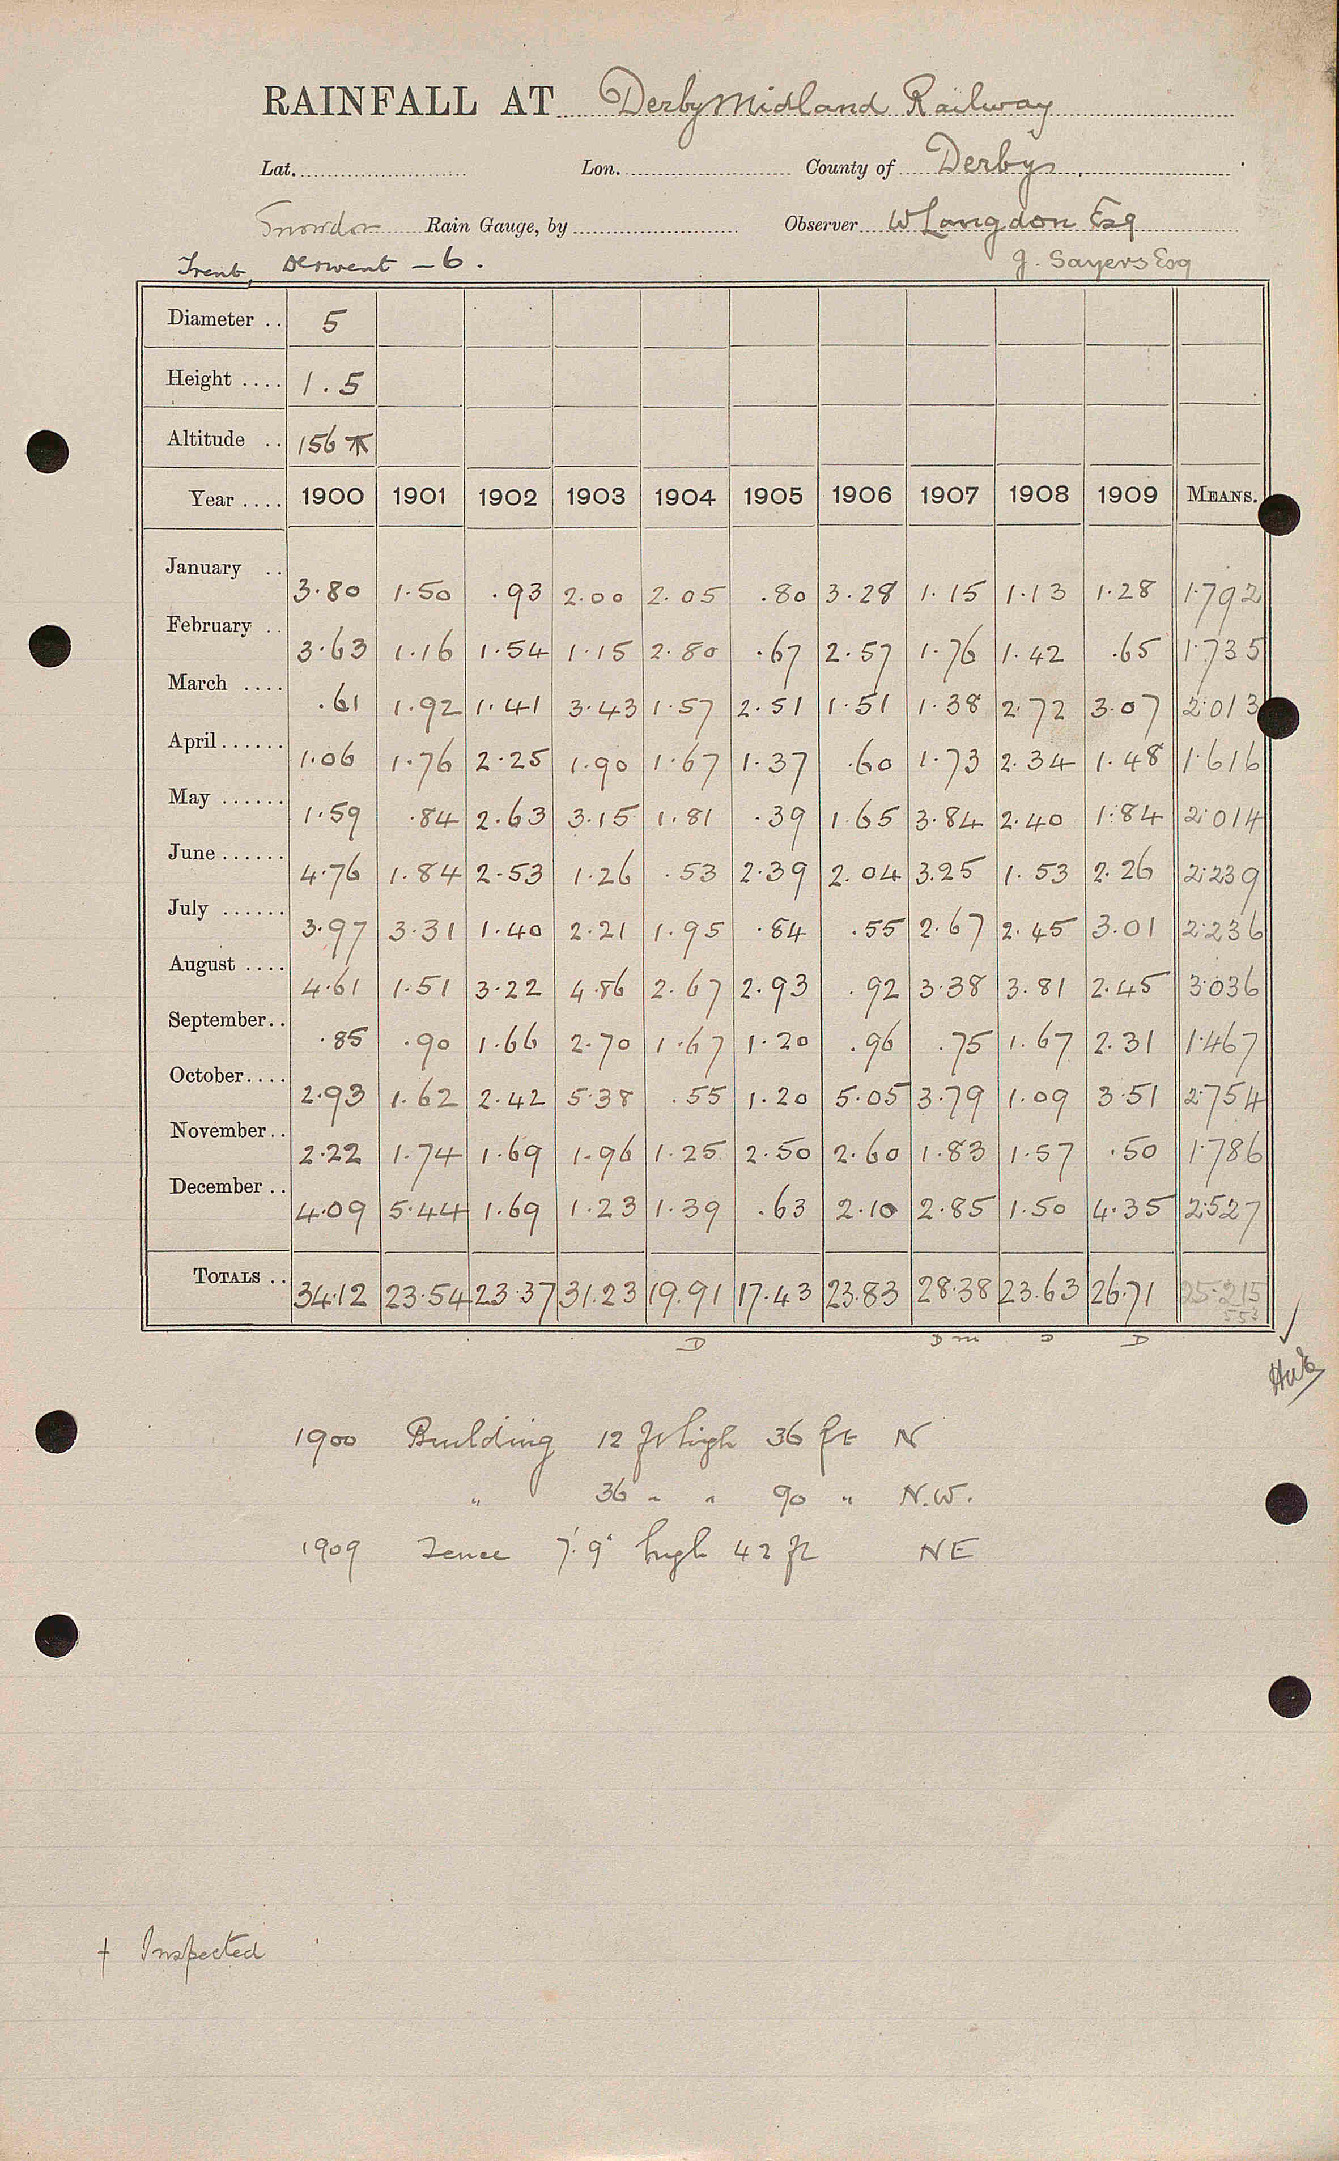 RAINFALL AT Derby Midland Railway
Lat. Lon. County of Derbys.
Snowdon Rain Gauge, by Observer W Langdon Esq
Trent, Derwent - 6. J. Sayers Esq
Diameter .. 5
Height .... 1.5
Altitude .. 156
Year .... 1900 1901 1902 1903 1904 1905 1906 1907 1908 1909 MEANS.
January .. 3.80 1.50 .93 2.00 2.05 .80 3.28 1.15 1.13 1.28 1.792
February .. 3.63 1.16 1.54 1.15 2.80 .67 2.57 1.76 1.42 .65 1.735
March .... .61 1.92 1.41 3.43 1.57 2.51 1.51 1.38 2.72 3.07 2.013
April...... 1.06 1.76 2.25 1.90 1.67 1.37 .60 1.73 2.34 1.48 1.616
May ...... 1.59 .84 2.63 3.15 1.81 .39 1.65 3.84 2.40 1.84 2.014
June...... 4.76 1.84 2.53 1.26 .53 2.39 2.04 3.25 1.53 2.26 2.239
July ...... 3.97 3.31 1.40 2.21 1.95 .84 .55 2.67 2.45 3.01 2.236
August .... 4.61 1.51 3.22 4.86 2.67 2.93 .92 3.38 3.81 2.45 3.036
September.. .85 .90 1.66 2.70 1.67 1.20 .96 .75 1.67 2.31 1.467
October.... 2.93 1.62 2.42 5.38 .55 1.20 5.05 3.79 1.09 3.51 2.754
November.. 2.22 1.74 1.69 1.96 1.25 2.50 2.60 1.83 1.57 .50 1.786
December .. 4.09 5.44 1.69 1.23 1.39 .63 2.10 2.85 1.50 4.35 2.527
TOTALS .. 34.12 23.54 23.37 31.23 19.91 17.43 23.83 28.38 23.63 26.71 25.215
D D m D D
1900 Building 12 ft high 36 ft N
" 36 " " 90 " N.W.
1909 Fence 7' 9" high 42 ft NE
† Inspected